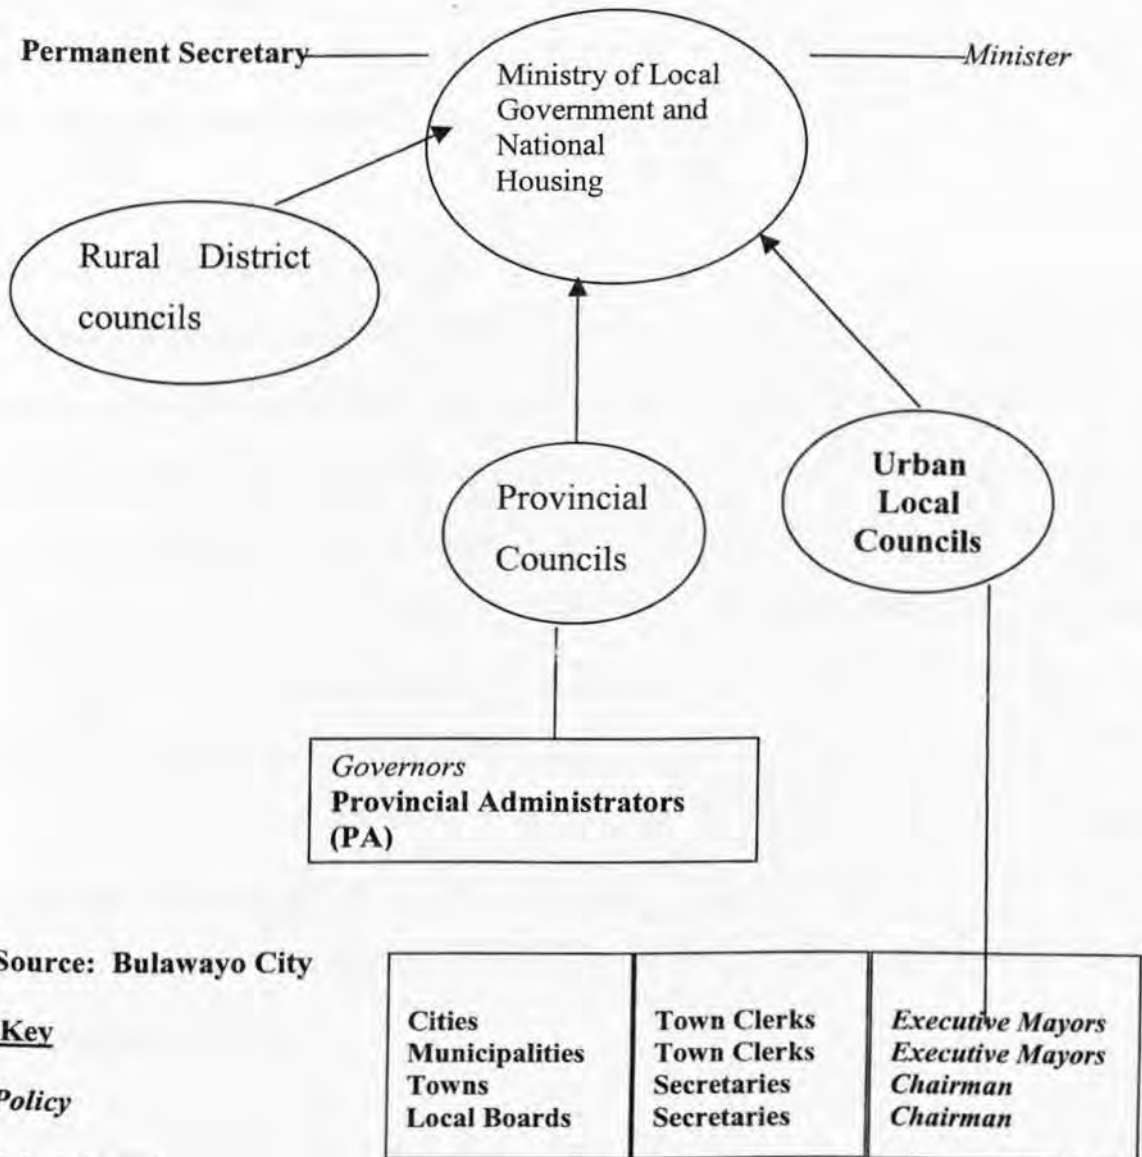 Permanent Secretary
Minister
Ministry of Local
Government and
National
Housing
Rural District
councils
Provincial
Councils
Urban
Local
Councils
Governors
Provincial Administrators
(PA)
Source: Bulawayo City
Key
Policy
Cities Town Clerks Executive Mayors
Municipalities Town Clerks Executive Mayors
Towns Secretaries Chairman
Local Boards Secretaries Chairman